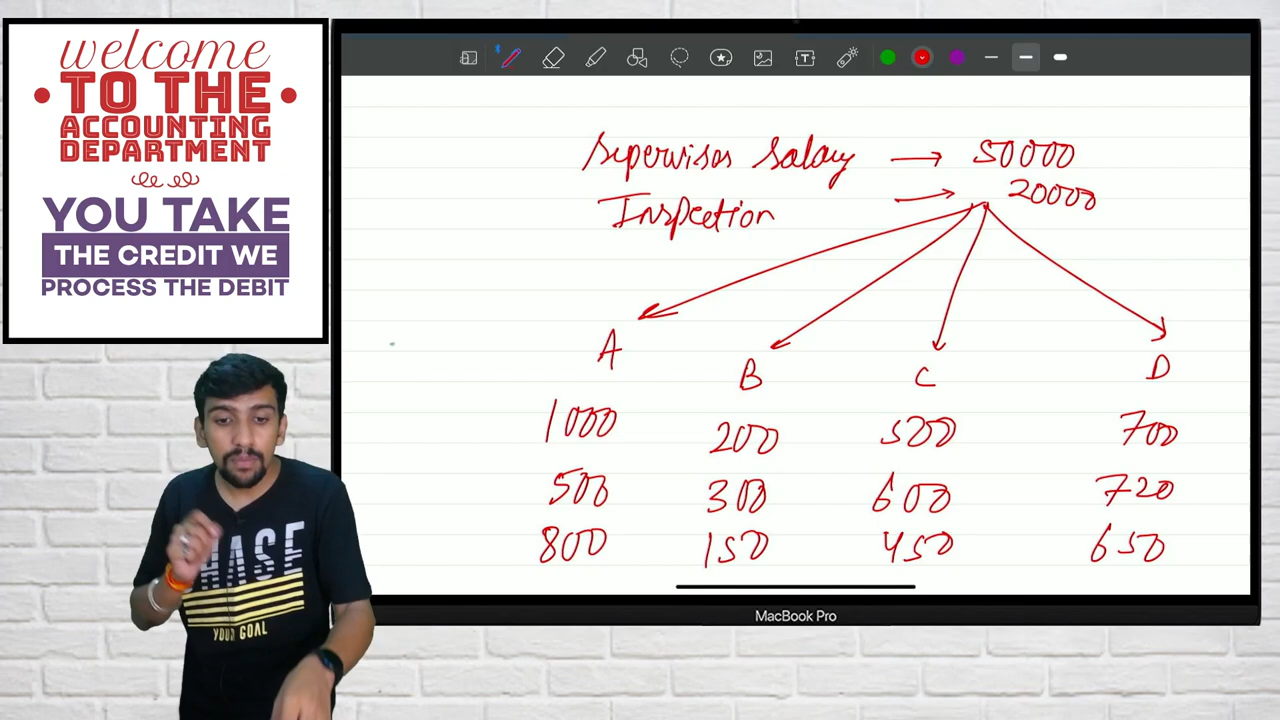 welcome
TO THE
ACCOUNTING
DEPARTMENT
YOU TAKE
THE CREDIT WE
PROCESS THE DEBIT
Supervisor Salary → 50000
Inspection → 20000
A B C D
1000 200 500 700
500 300 600 720
800 150 450 650
MacBook Pro
HASE
YOUR GOAL